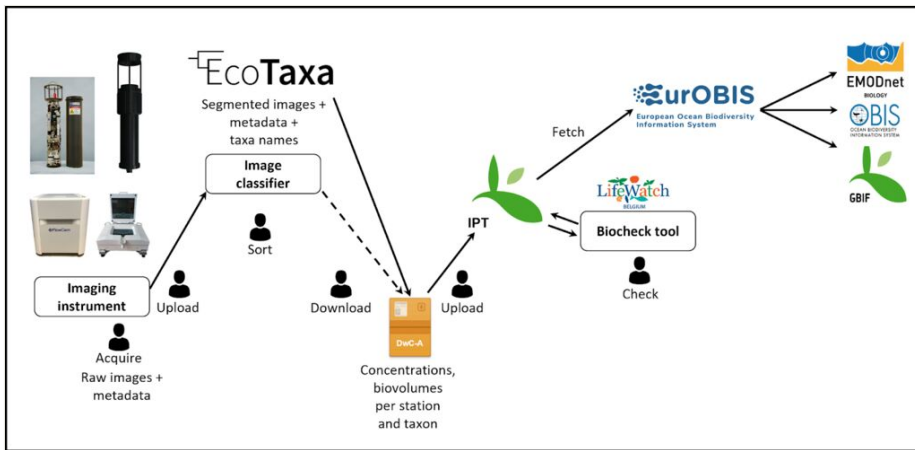 EcoTaxa
Segmented images +
metadata +
taxa names
Image
classifier
Sort
Imaging
instrument
Upload
Acquire
Raw images +
metadata
Download
DwC-A
Concentrations,
biovolumes
per station
and taxon
Upload
IPT
Fetch
EurOBIS
European Ocean Biodiversity
Information System
LifeWatch
BELGIUM
Biocheck tool
Check
EMODnet
BIOLOGY
OBIS
OCEAN BIODIVERSITY
INFORMATION SYSTEM
GBIF